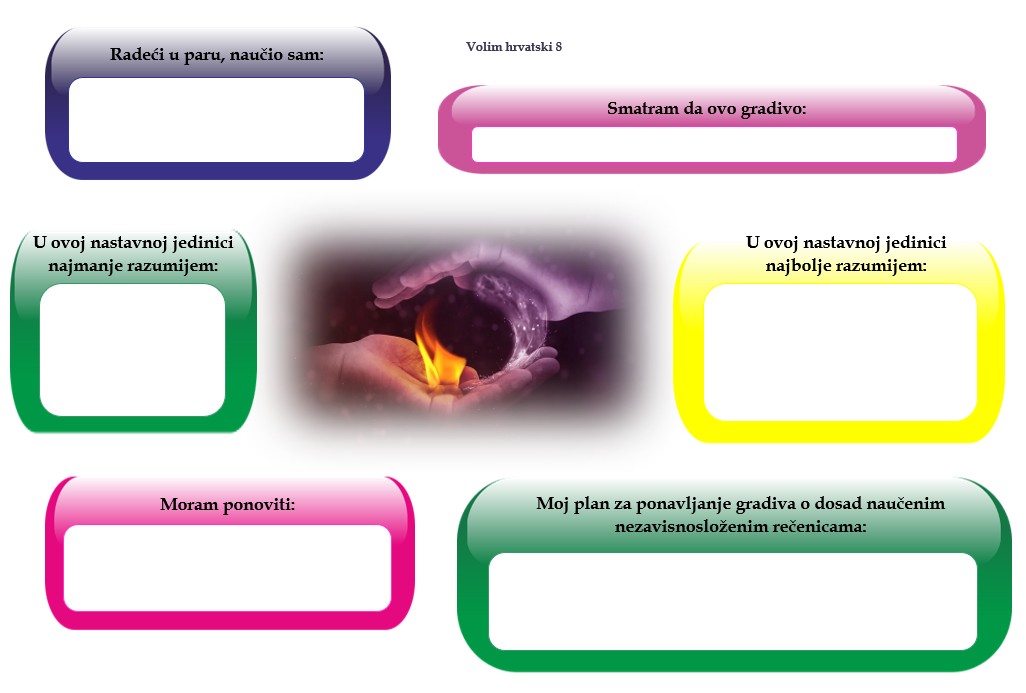 Radeći u paru, naučio sam:
Volim hrvatski 8
Smatram da ovo gradivo:
U ovoj nastavnoj jedinici
najmanje razumijem:
U ovoj nastavnoj jedinici
najbolje razumijem:
Moram ponoviti:
Moj plan za ponavljanje gradiva o dosad naučenim
nezavisnosloženim rečenicama: